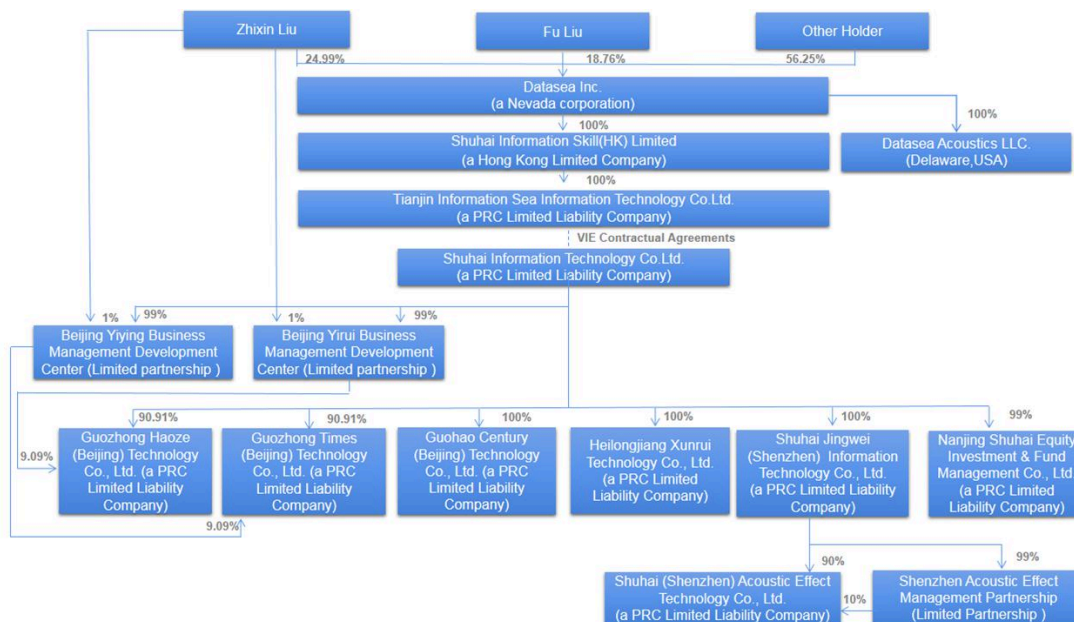 Zhixin Liu
Fu Liu
Other Holder
24.99%
18.76%
56.25%
Datasea Inc.
(a Nevada corporation)
100%
100%
Shuhai Information Skill(HK) Limited
(a Hong Kong Limited Company)
Datasea Acoustics LLC.
(Delaware,USA)
100%
Tianjin Information Sea Information Technology Co.Ltd.
(a PRC Limited Liability Company)
VIE Contractual Agreements
Shuhai Information Technology Co.Ltd.
(a PRC Limited Liability Company)
1%
99%
1%
99%
Beijing Yiying Business
Management Development
Center (Limited partnership )
Beijing Yirui Business
Management Development
Center (Limited partnership )
90.91%
90.91%
100%
100%
100%
99%
9.09%
Guozhong Haoze
(Beijing) Technology
Co., Ltd. (a PRC
Limited Liability
Company)
Guozhong Times
(Beijing) Technology
Co., Ltd. (a PRC
Limited Liability
Company)
Guohao Century
(Beijing) Technology
Co., Ltd. (a PRC
Limited Liability
Company)
Heilongjiang Xunrui
Technology Co., Ltd.
(a PRC Limited
Liability Company)
Shuhai Jingwei
(Shenzhen) Information
Technology Co., Ltd.
(a PRC Limited Liability
Company)
Nanjing Shuhai Equity
Investment & Fund
Management Co., Ltd
(a PRC Limited
Liability Company)
9.09%
90%
99%
Shuhai (Shenzhen) Acoustic Effect
Technology Co., Ltd.
(a PRC Limited Liability Company)
10%
Shenzhen Acoustic Effect
Management Partnership
(Limited Partnership )